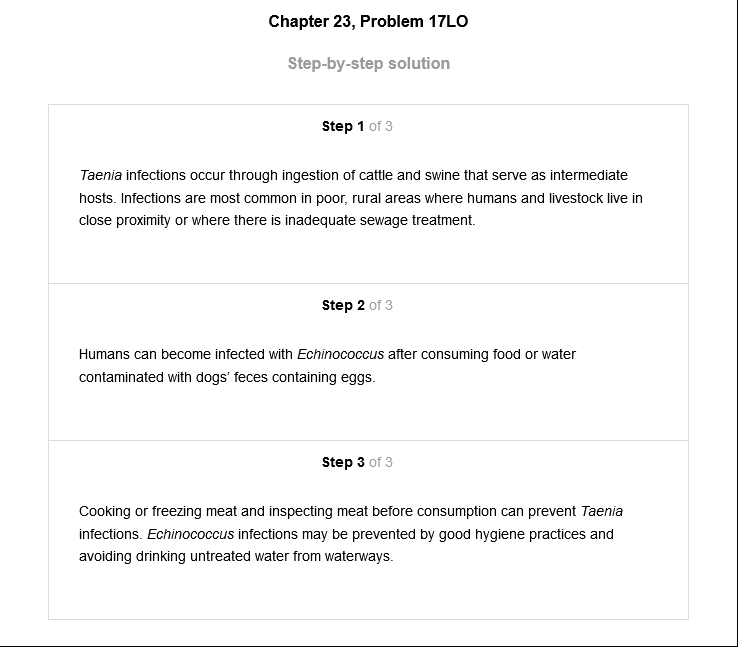 Chapter 23, Problem 17LO
Step-by-step solution
Step 1 of 3
Taenia infections occur through ingestion of cattle and swine that serve as intermediate
hosts. Infections are most common in poor, rural areas where humans and livestock live in
close proximity or where there is inadequate sewage treatment.
Step 2 of 3
Humans can become infected with Echinococcus after consuming food or water
contaminated with dogs’ feces containing eggs.
Step 3 of 3
Cooking or freezing meat and inspecting meat before consumption can prevent Taenia
infections. Echinococcus infections may be prevented by good hygiene practices and
avoiding drinking untreated water from waterways.